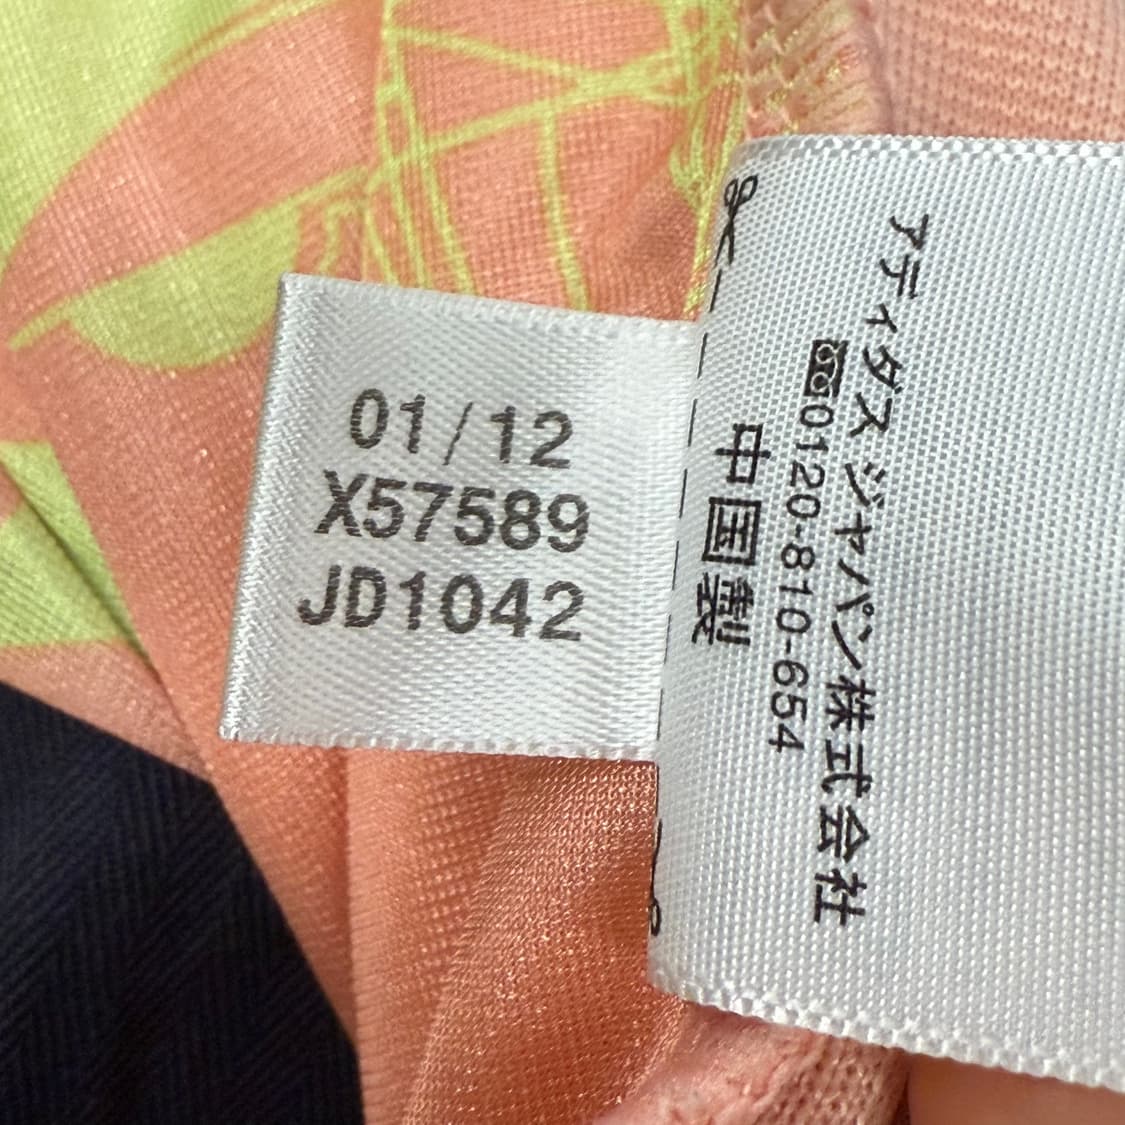 01/12
X57589
JD1042
アディダス ジャパン株式会社
0120-810-654
中国製